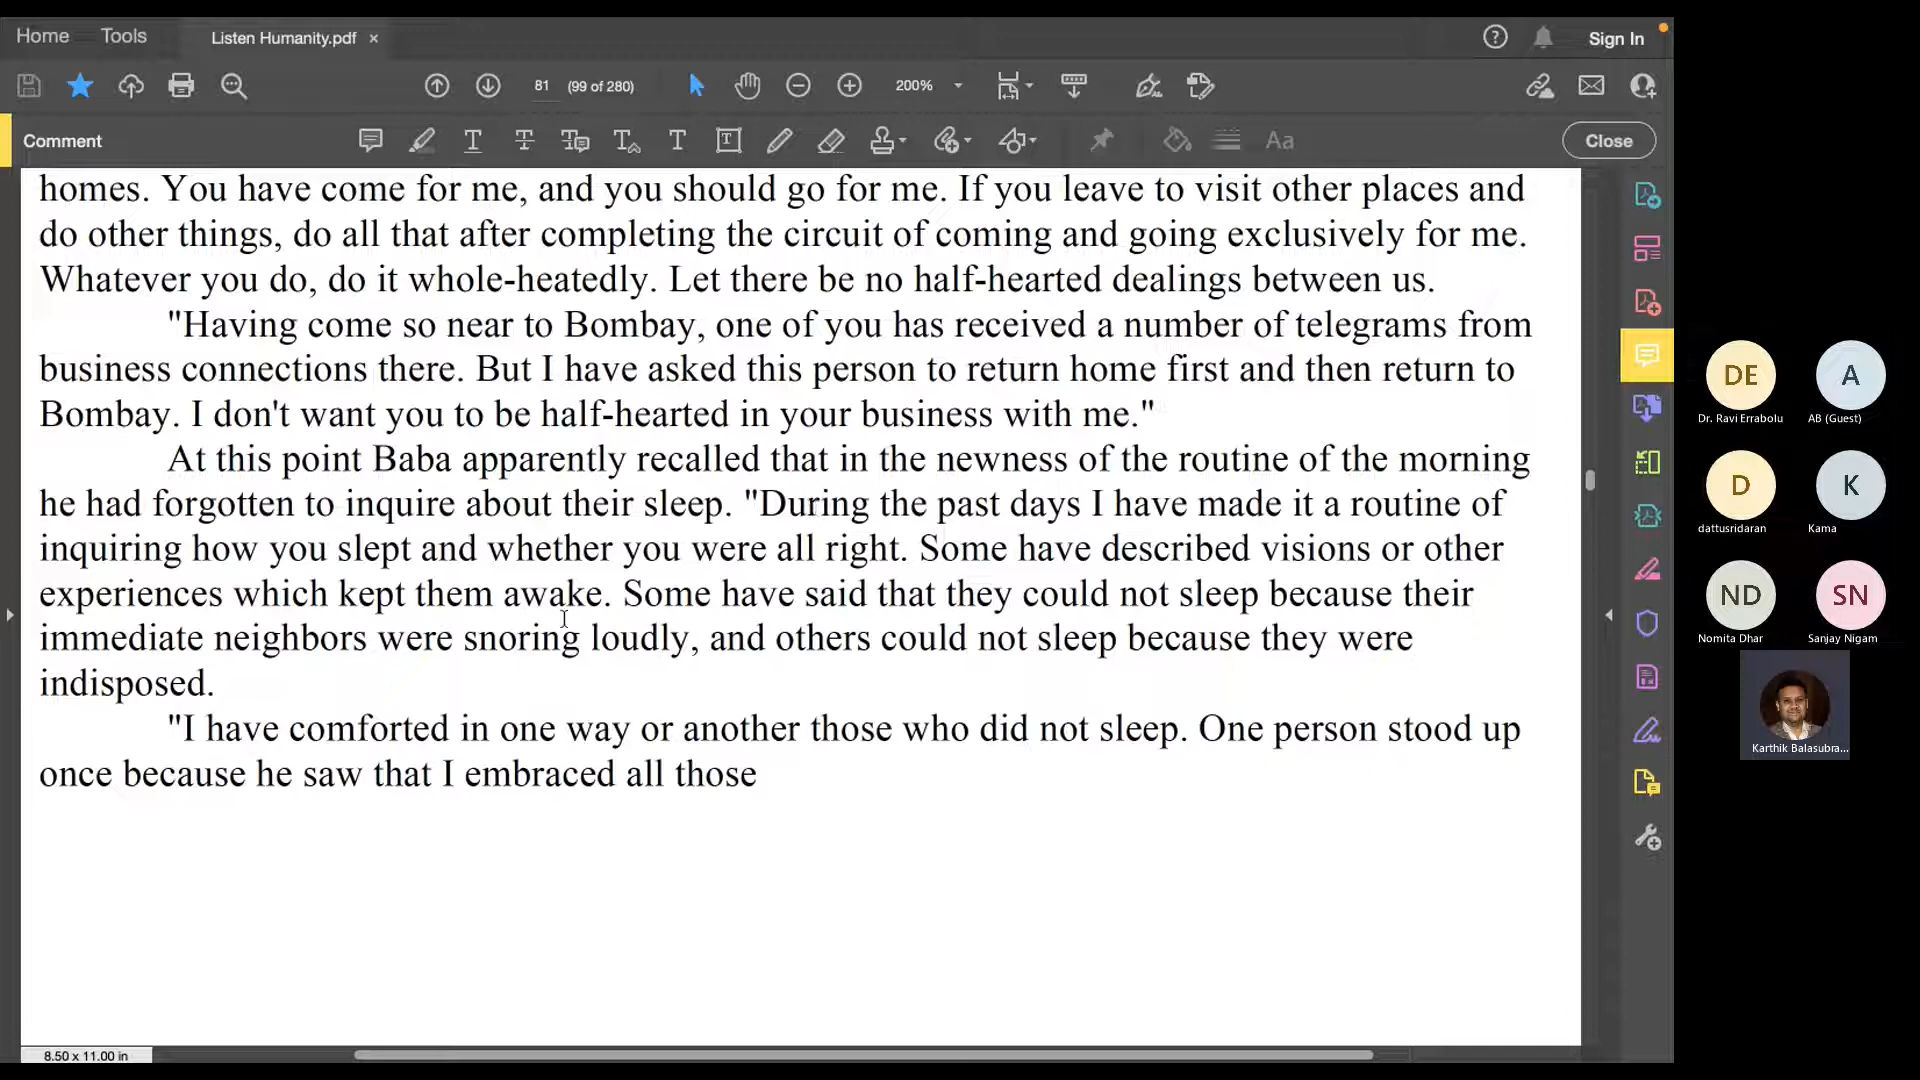 Home Tools Listen Humanity.pdf × Sign In
81 (99 of 280) 200%
Comment Close
homes. You have come for me, and you should go for me. If you leave to visit other places and
do other things, do all that after completing the circuit of coming and going exclusively for me.
Whatever you do, do it whole-heatedly. Let there be no half-hearted dealings between us.
"Having come so near to Bombay, one of you has received a number of telegrams from
business connections there. But I have asked this person to return home first and then return to
Bombay. I don't want you to be half-hearted in your business with me."
At this point Baba apparently recalled that in the newness of the routine of the morning
he had forgotten to inquire about their sleep. "During the past days I have made it a routine of
inquiring how you slept and whether you were all right. Some have described visions or other
experiences which kept them awake. Some have said that they could not sleep because their
immediate neighbors were snoring loudly, and others could not sleep because they were
indisposed.
"I have comforted in one way or another those who did not sleep. One person stood up
once because he saw that I embraced all those
8.50 x 11.00 in
DE A
Dr. Ravi Errabolu AB (Guest)
D K
dattusridaran Kama
ND SN
Nomita Dhar Sanjay Nigam
Karthik Balasubra...